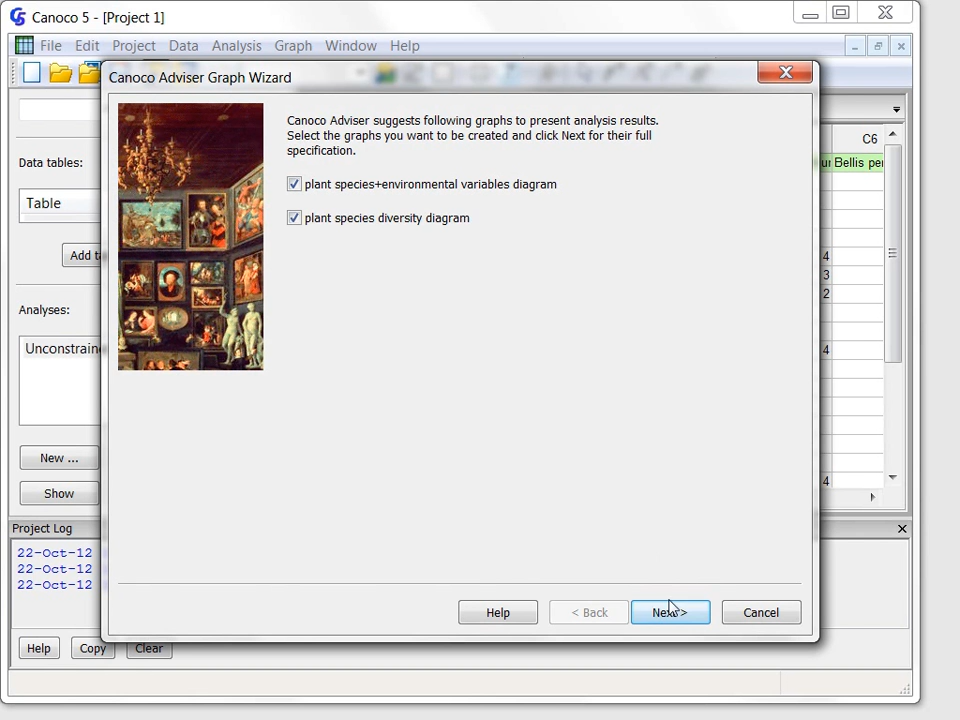 Canoco 5 - [Project 1]
File Edit Project Data Analysis Graph Window Help
Canoco Adviser Graph Wizard
Canoco Adviser suggests following graphs to present analysis results.
Select the graphs you want to be created and click Next for their full
specification.
plant species+environmental variables diagram
plant species diversity diagram
Data tables:
Table
Add
Analyses:
New ...
Show
C6
Bellis
4
3
2
4
4
Project Log
22-Oct-12
22-Oct-12
22-Oct-12
Help
< Back
Next >
Cancel
Help
Copy
Clear